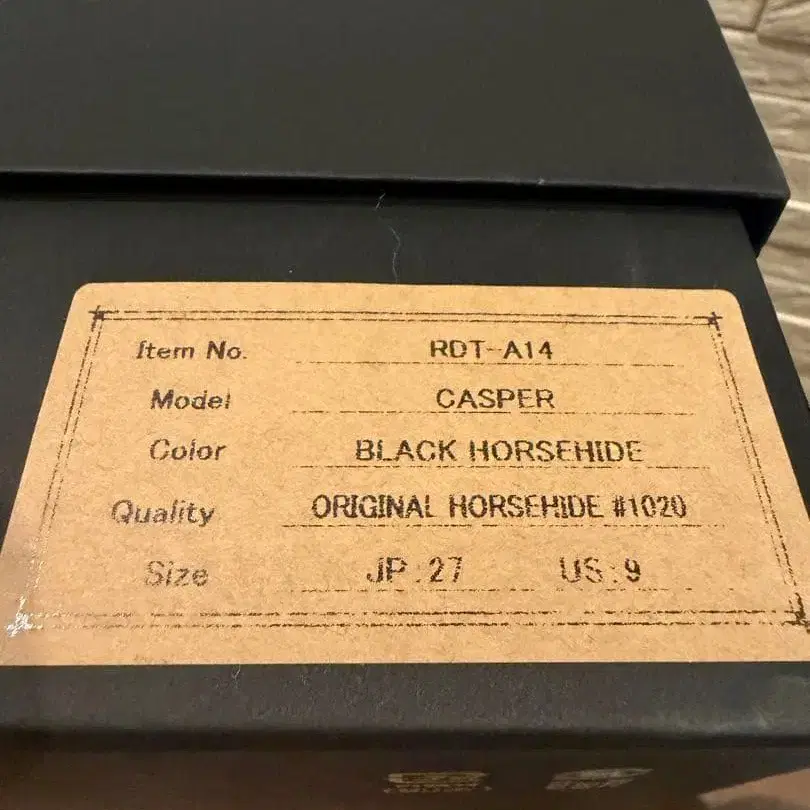 Item No. RDT-A14
Model CASPER
Color BLACK HORSEHIDE
Quality ORIGINAL HORSEHIDE #1020
Size JP:27 US:9